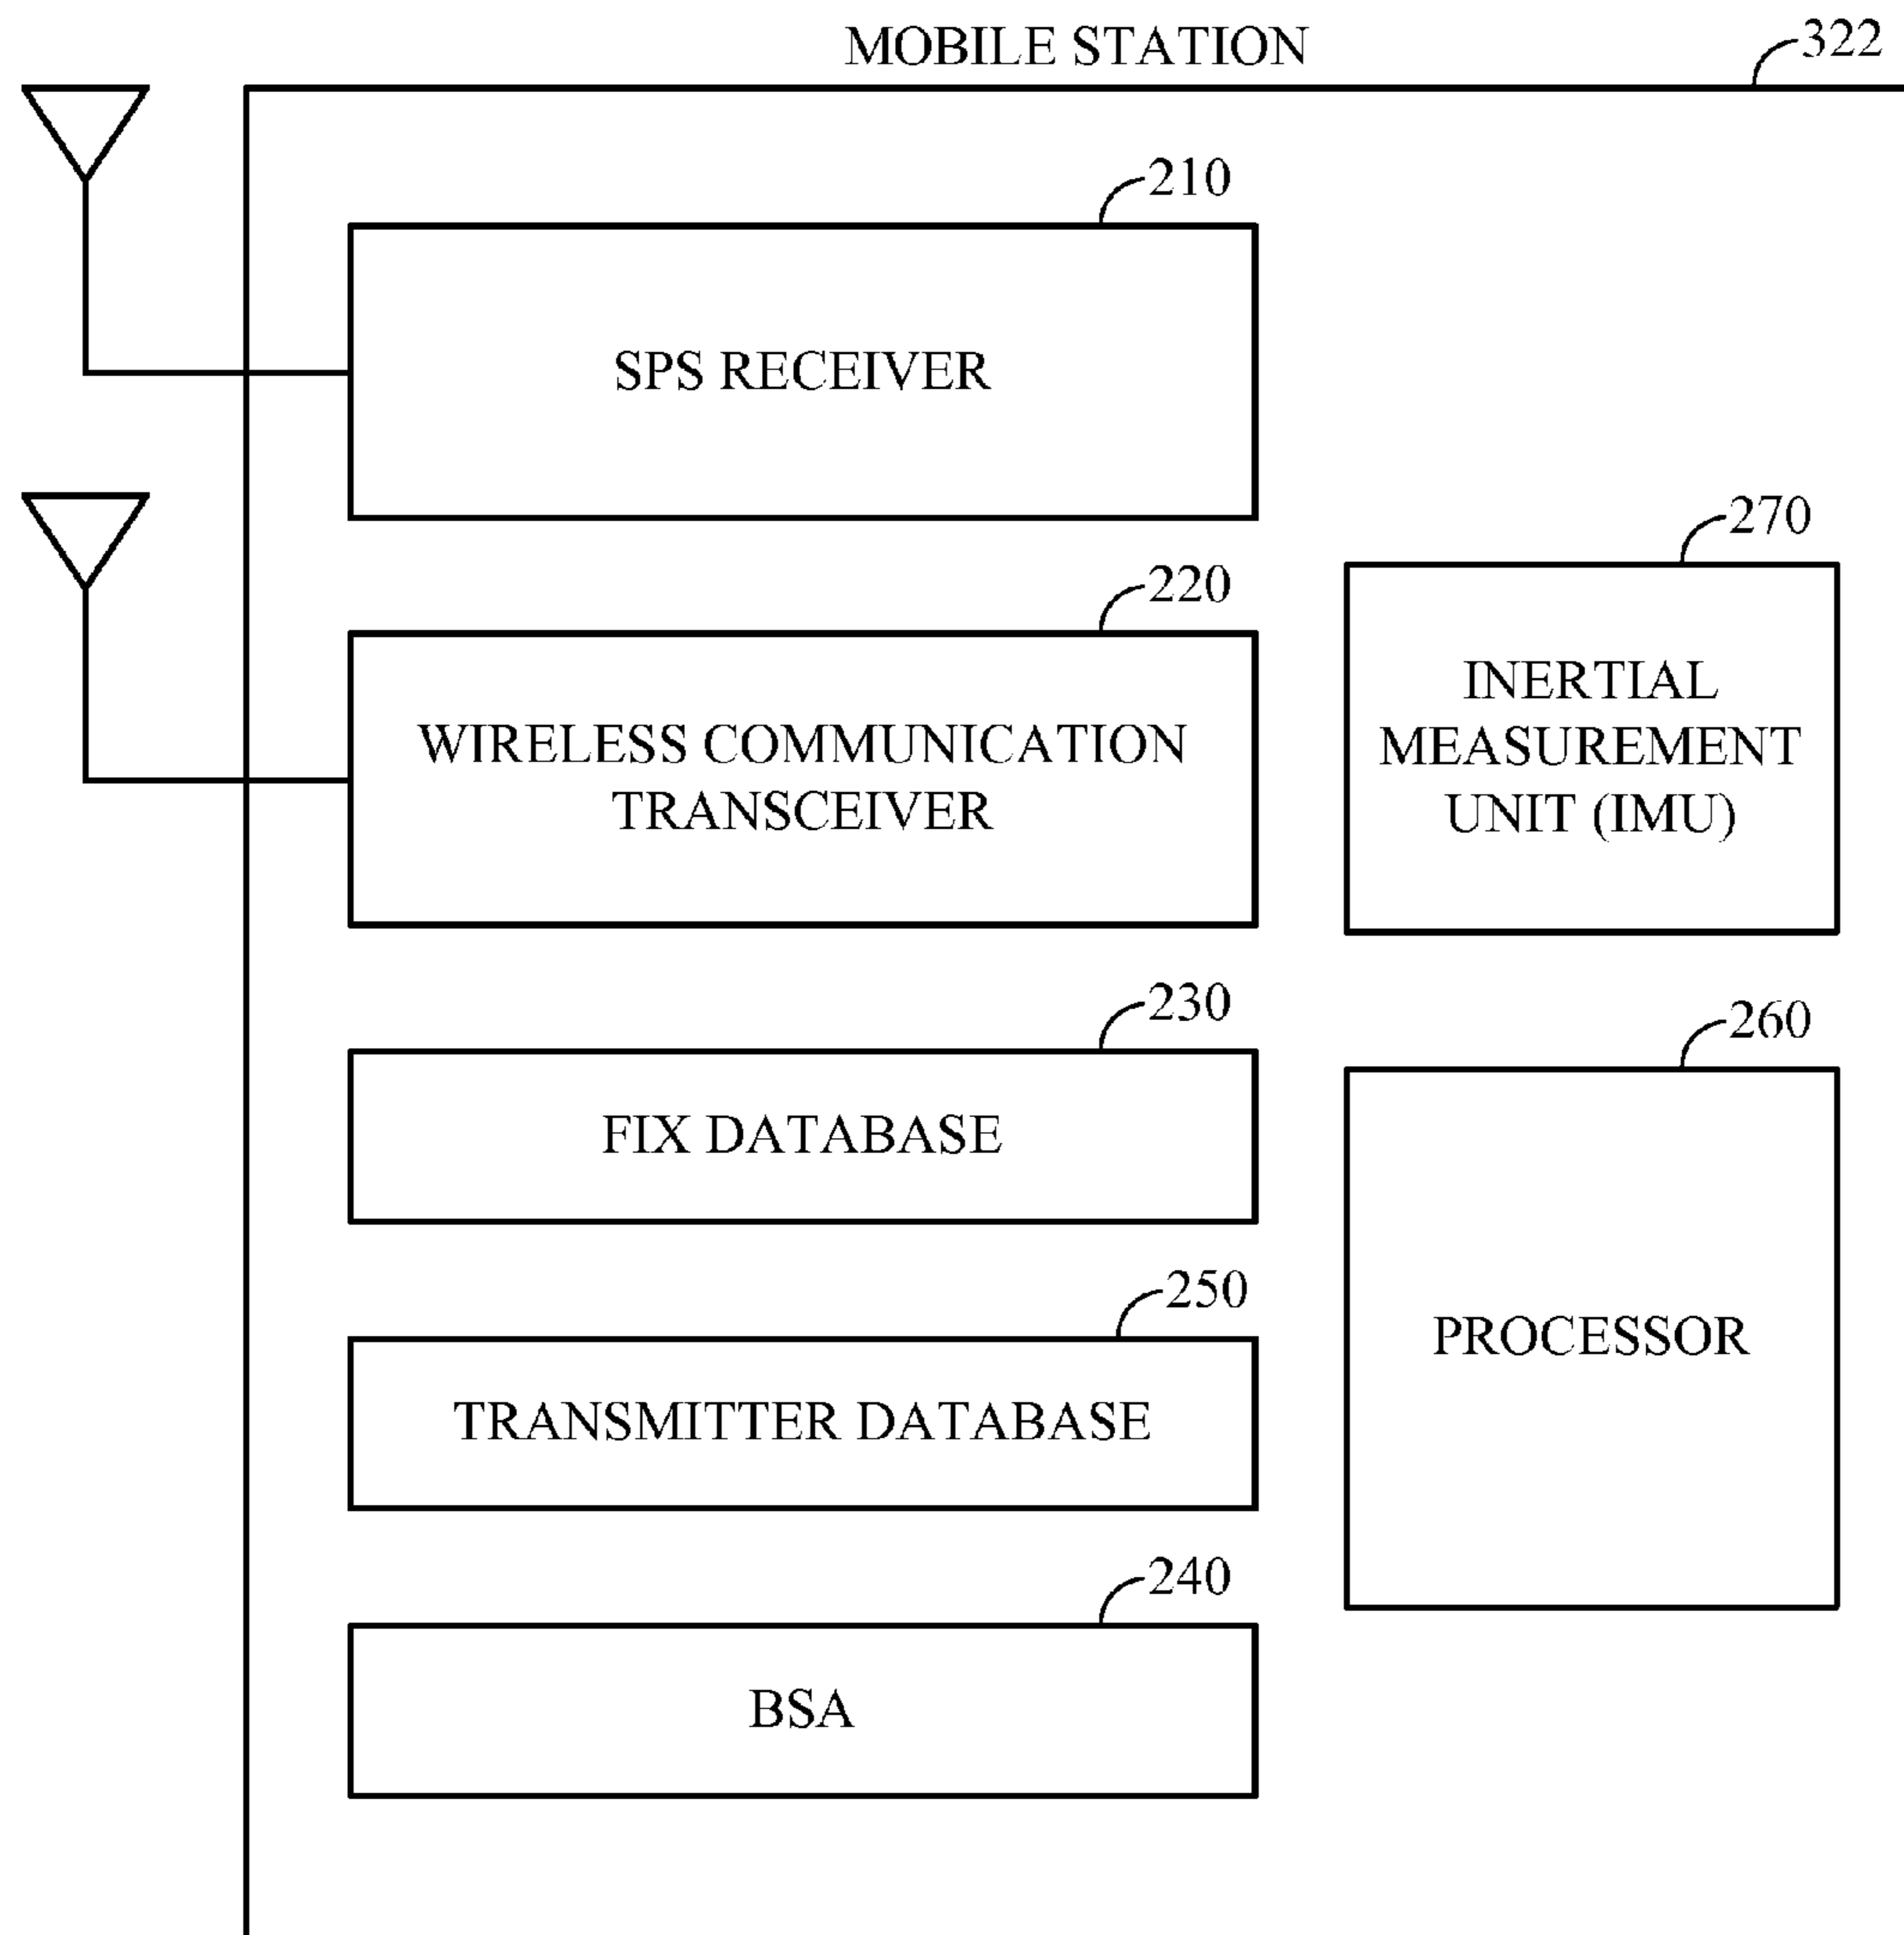 MOBILE STATION
322
210
SPS RECEIVER
220
WIRELESS COMMUNICATION
TRANSCEIVER
270
INERTIAL
MEASUREMENT
UNIT (IMU)
230
FIX DATABASE
260
PROCESSOR
250
TRANSMITTER DATABASE
240
BSA